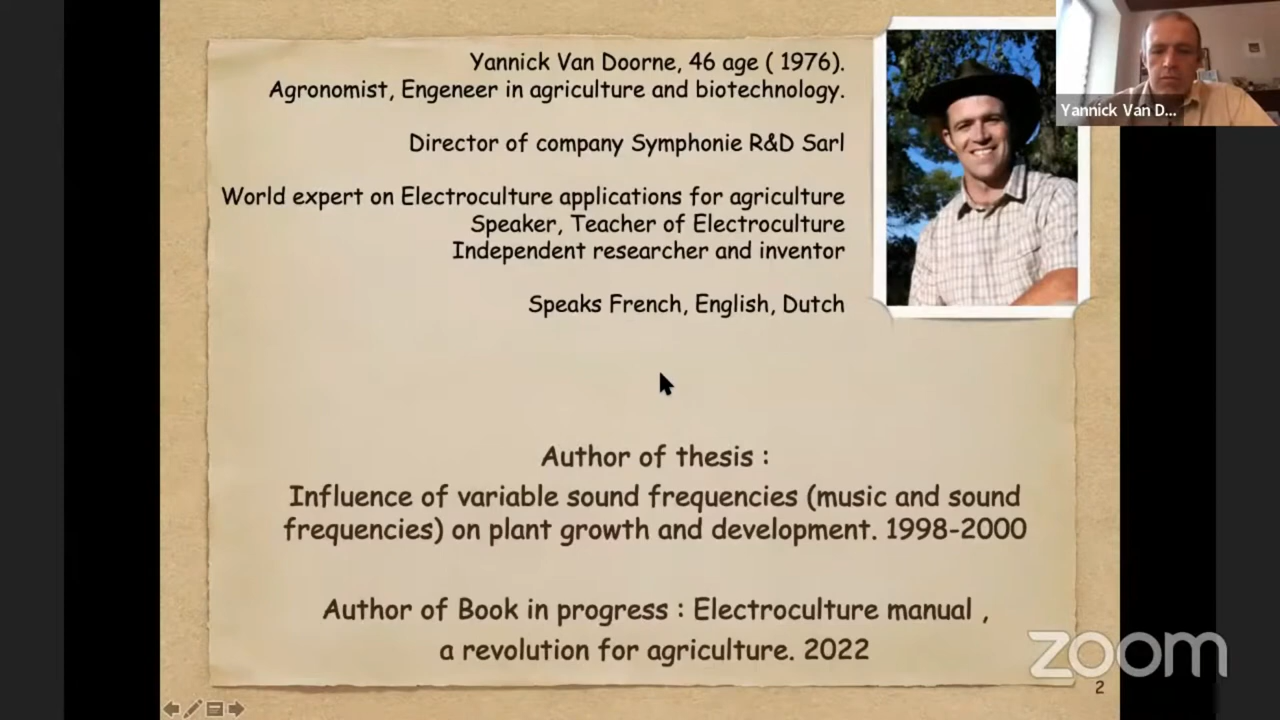 Yannick Van Doorne, 46 age ( 1976).
Agronomist, Engeneer in agriculture and biotechnology.
Director of company Symphonie R&D Sarl
World expert on Electroculture applications for agriculture
Speaker, Teacher of Electroculture
Independent researcher and inventor
Speaks French, English, Dutch
Yannick Van D...
Author of thesis :
Influence of variable sound frequencies (music and sound
frequencies) on plant growth and development. 1998-2000
Author of Book in progress : Electroculture manual ,
a revolution for agriculture. 2022
zoom
2